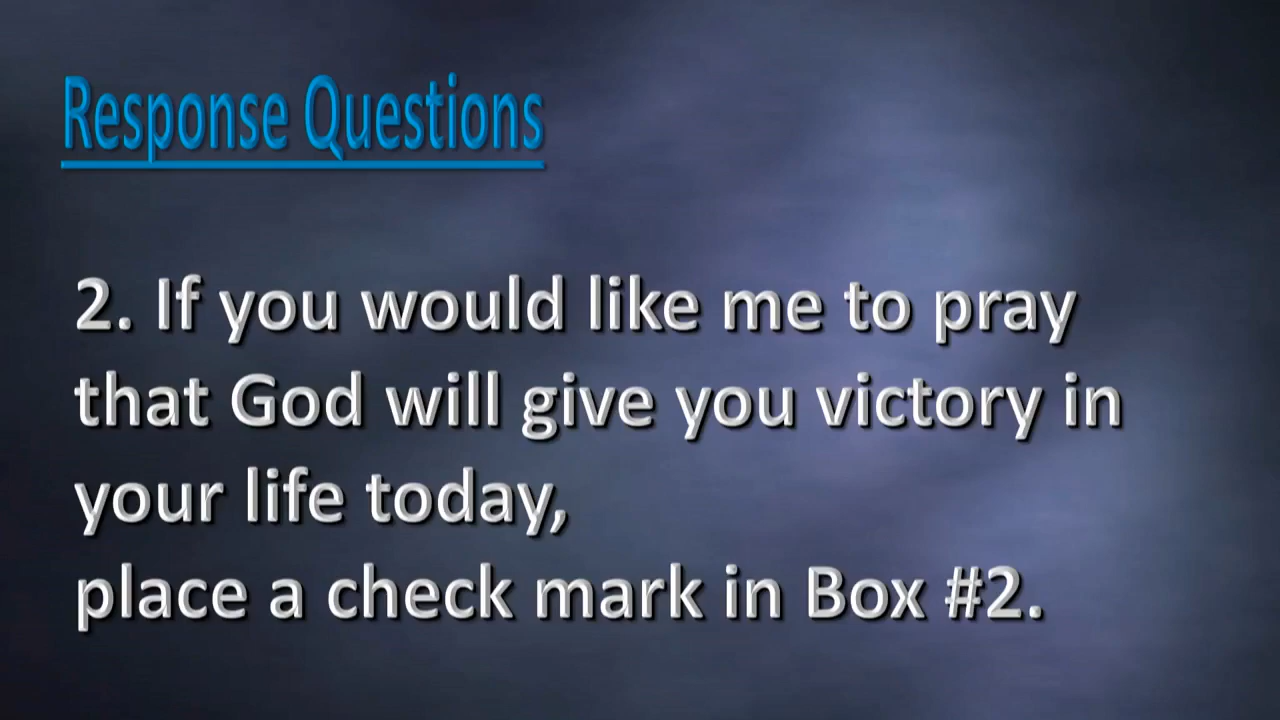 Response Questions
2. If you would like me to pray
that God will give you victory in
your life today,
place a check mark in Box #2.